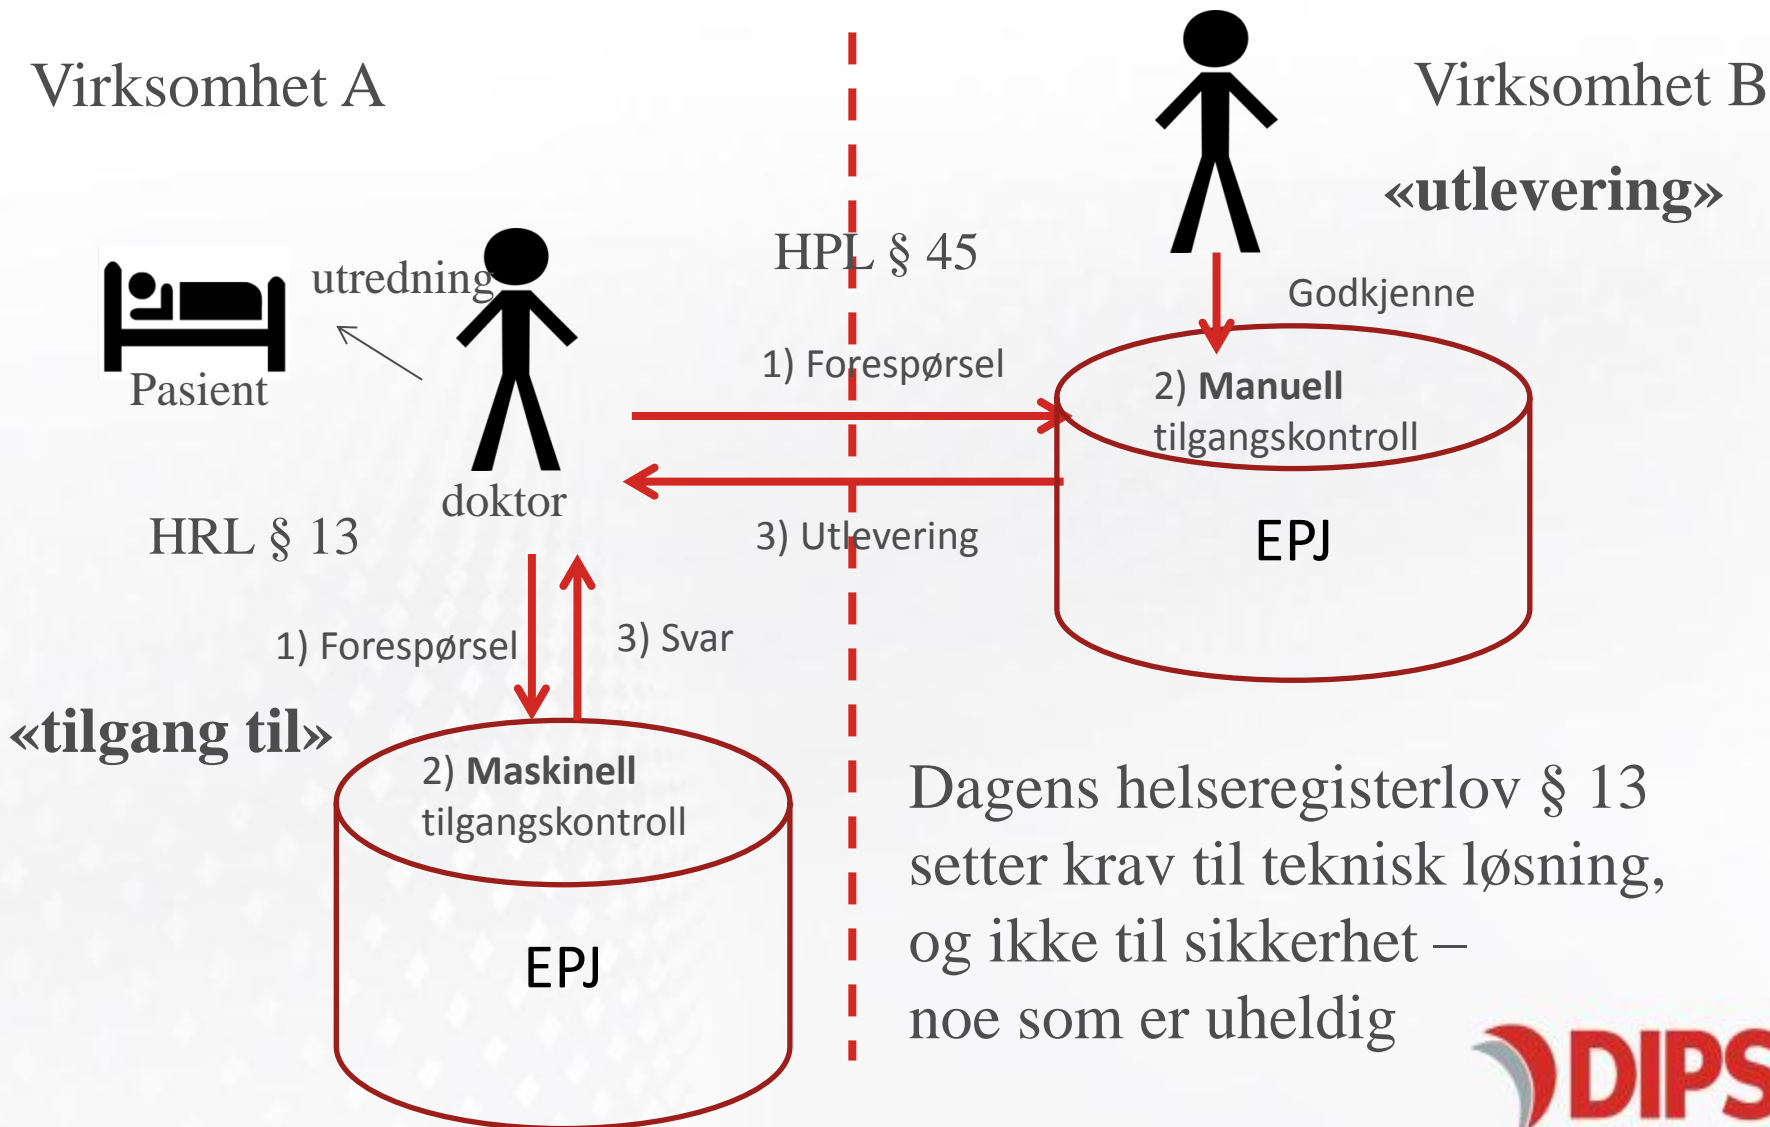 Virksomhet A
Virksomhet B
«utlevering»
HPL § 45
utredning
Godkjenne
1) Forespørsel
2) Manuell
tilgangskontroll
Pasient
doktor
HRL § 13
3) Utlevering
EPJ
1) Forespørsel
3) Svar
«tilgang til»
2) Maskinell
tilgangskontroll
EPJ
Dagens helseregisterlov § 13
setter krav til teknisk løsning,
og ikke til sikkerhet –
noe som er uheldig
DIPS